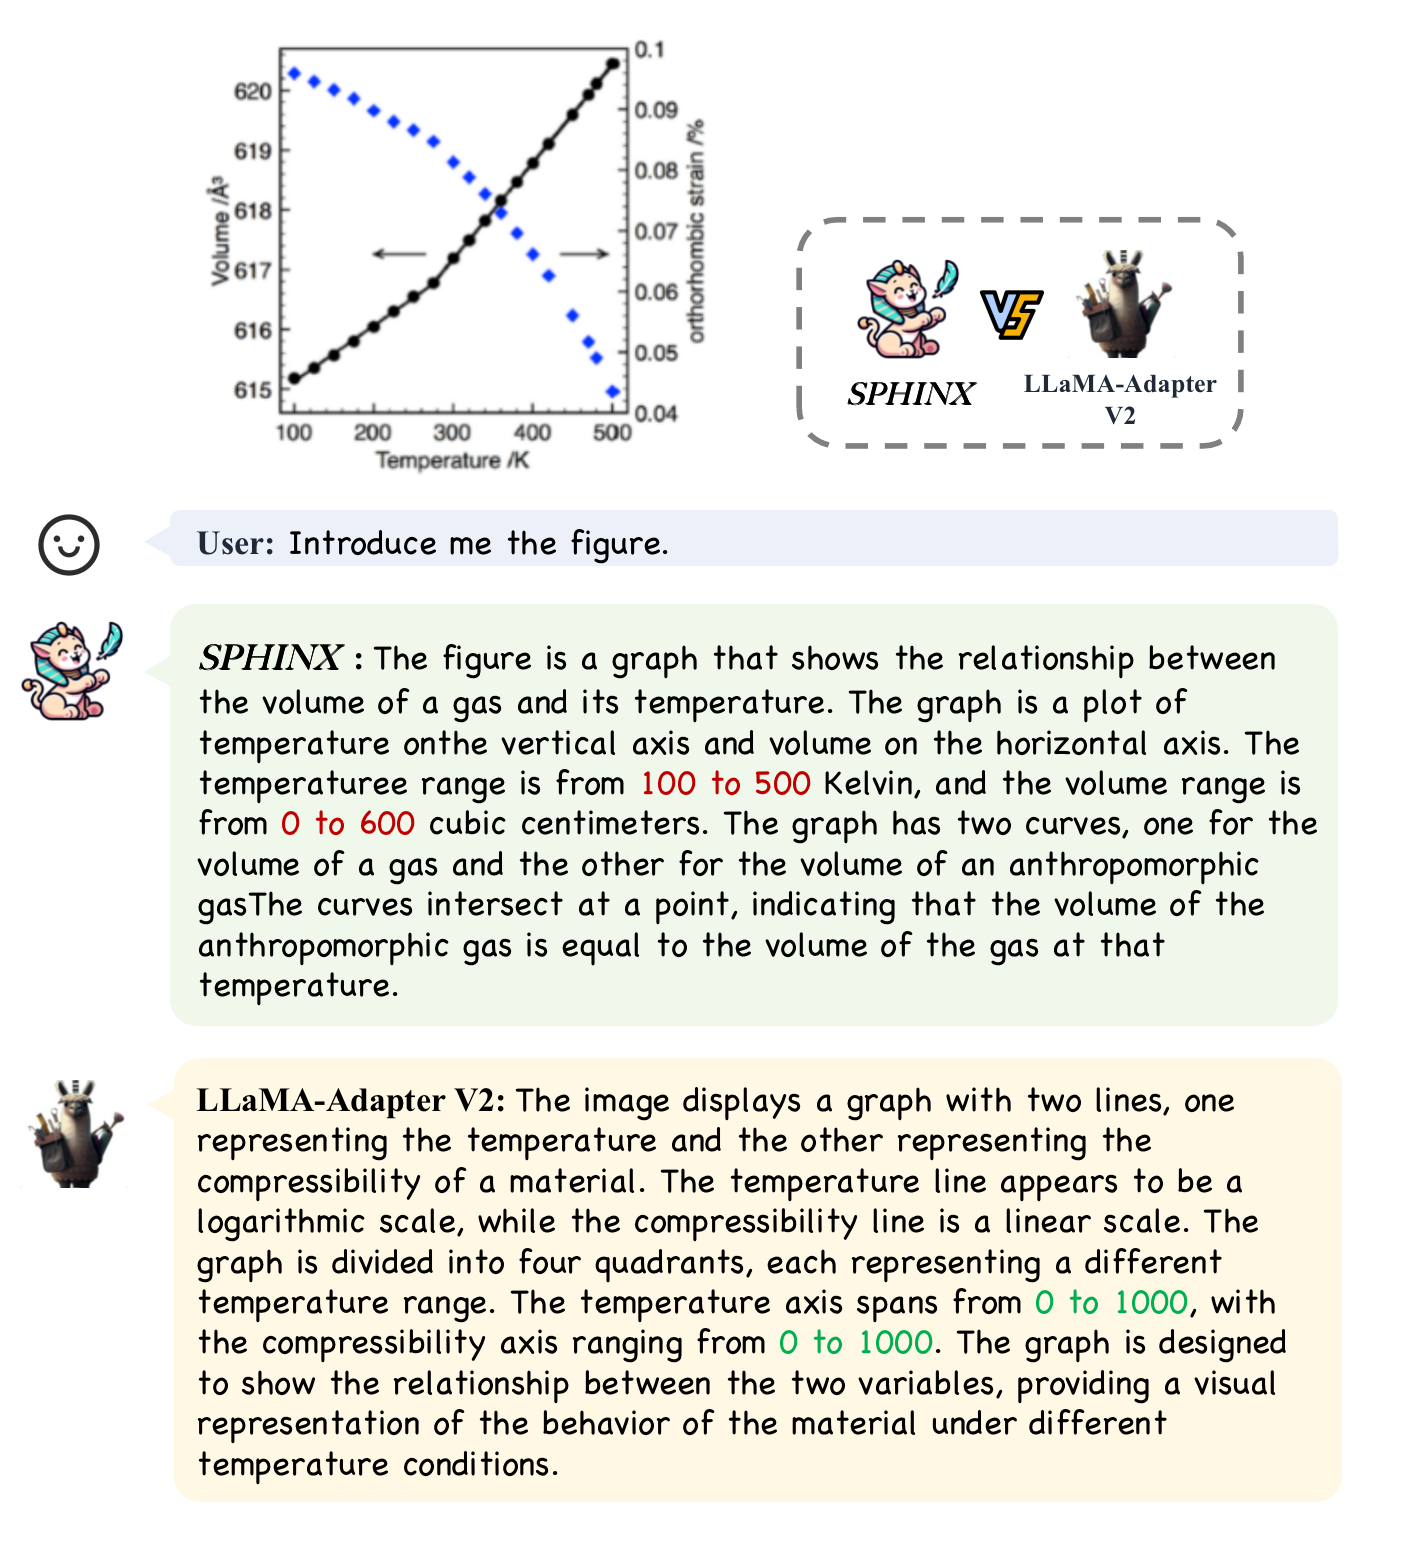 0.1
620
0.09
619
0.08
618
0.07
617
0.06
616
0.05
615
0.04
Volume /Å³
orthorhombic strain /%
100 200 300 400 500
Temperature /K
VS
SPHINX
LLaMA-Adapter
V2
User: Introduce me the figure.
SPHINX : The figure is a graph that shows the relationship between
the volume of a gas and its temperature. The graph is a plot of
temperature onthe vertical axis and volume on the horizontal axis. The
temperaturee range is from 100 to 500 Kelvin, and the volume range is
from 0 to 600 cubic centimeters. The graph has two curves, one for the
volume of a gas and the other for the volume of an anthropomorphic
gasThe curves intersect at a point, indicating that the volume of the
anthropomorphic gas is equal to the volume of the gas at that
temperature.
LLaMA-Adapter V2: The image displays a graph with two lines, one
representing the temperature and the other representing the
compressibility of a material. The temperature line appears to be a
logarithmic scale, while the compressibility line is a linear scale. The
graph is divided into four quadrants, each representing a different
temperature range. The temperature axis spans from 0 to 1000, with
the compressibility axis ranging from 0 to 1000. The graph is designed
to show the relationship between the two variables, providing a visual
representation of the behavior of the material under different
temperature conditions.